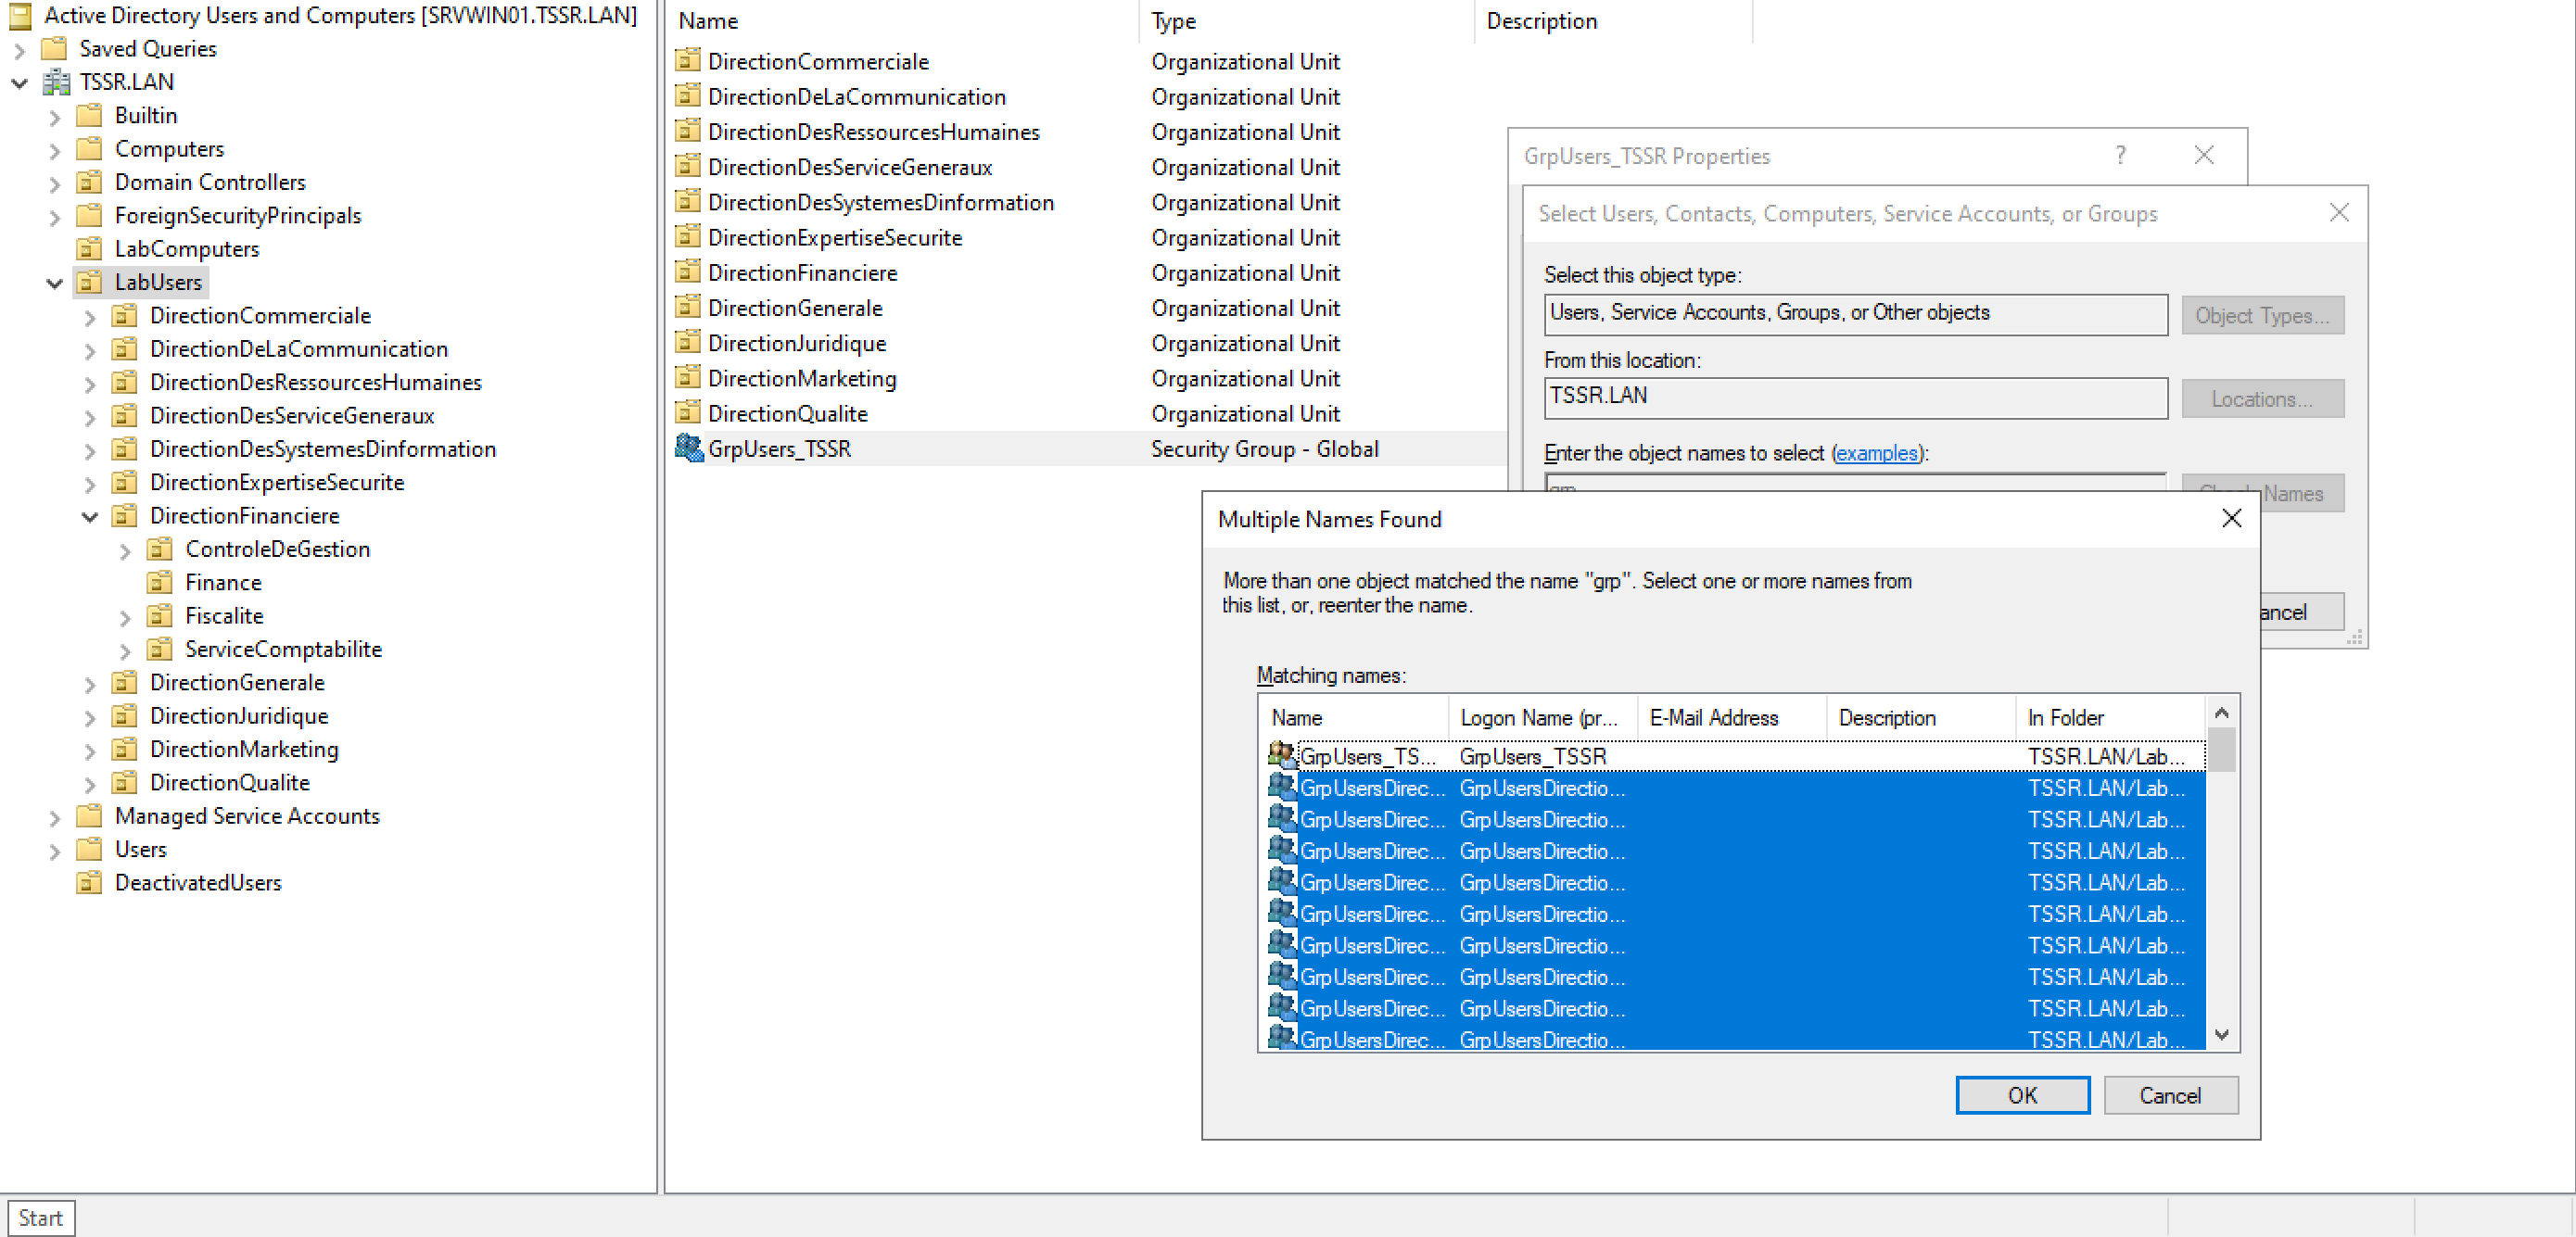 Active Directory Users and Computers [SRVWIN01.TSSR.LAN]
Saved Queries
TSSR.LAN
Builtin
Computers
Domain Controllers
ForeignSecurityPrincipals
LabComputers
LabUsers
DirectionCommerciale
DirectionDeLaCommunication
DirectionDesRessourcesHumaines
DirectionDesServiceGeneraux
DirectionDesSystemesDinformation
DirectionExpertiseSecurite
DirectionFinanciere
ControleDeGestion
Finance
Fiscalite
ServiceComptabilite
DirectionGenerale
DirectionJuridique
DirectionMarketing
DirectionQualite
Managed Service Accounts
Users
DeactivatedUsers
Name Type Description
DirectionCommerciale Organizational Unit
DirectionDeLaCommunication Organizational Unit
DirectionDesRessourcesHumaines Organizational Unit
DirectionDesServiceGeneraux Organizational Unit
DirectionDesSystemesDinformation Organizational Unit
DirectionExpertiseSecurite Organizational Unit
DirectionFinanciere Organizational Unit
DirectionGenerale Organizational Unit
DirectionJuridique Organizational Unit
DirectionMarketing Organizational Unit
DirectionQualite Organizational Unit
GrpUsers_TSSR Security Group - Global
GrpUsers_TSSR Properties ?
Select Users, Contacts, Computers, Service Accounts, or Groups
Select this object type:
Users, Service Accounts, Groups, or Other objects Object Types...
From this location:
TSSR.LAN Locations...
Enter the object names to select (examples):
Names
ancel
Multiple Names Found
More than one object matched the name "grp". Select one or more names from
this list, or, reenter the name.
Matching names:
Name Logon Name (pr... E-Mail Address Description In Folder
GrpUsers_TS... GrpUsers_TSSR TSSR.LAN/Lab...
GrpUsersDirec... GrpUsersDirectio... TSSR.LAN/Lab...
GrpUsersDirec... GrpUsersDirectio... TSSR.LAN/Lab...
GrpUsersDirec... GrpUsersDirectio... TSSR.LAN/Lab...
GrpUsersDirec... GrpUsersDirectio... TSSR.LAN/Lab...
GrpUsersDirec... GrpUsersDirectio... TSSR.LAN/Lab...
GrpUsersDirec... GrpUsersDirectio... TSSR.LAN/Lab...
GrpUsersDirec... GrpUsersDirectio... TSSR.LAN/Lab...
GrpUsersDirec... GrpUsersDirectio... TSSR.LAN/Lab...
GrpUsersDirec... GrpUsersDirectio... TSSR.LAN/Lab...
OK Cancel
Start